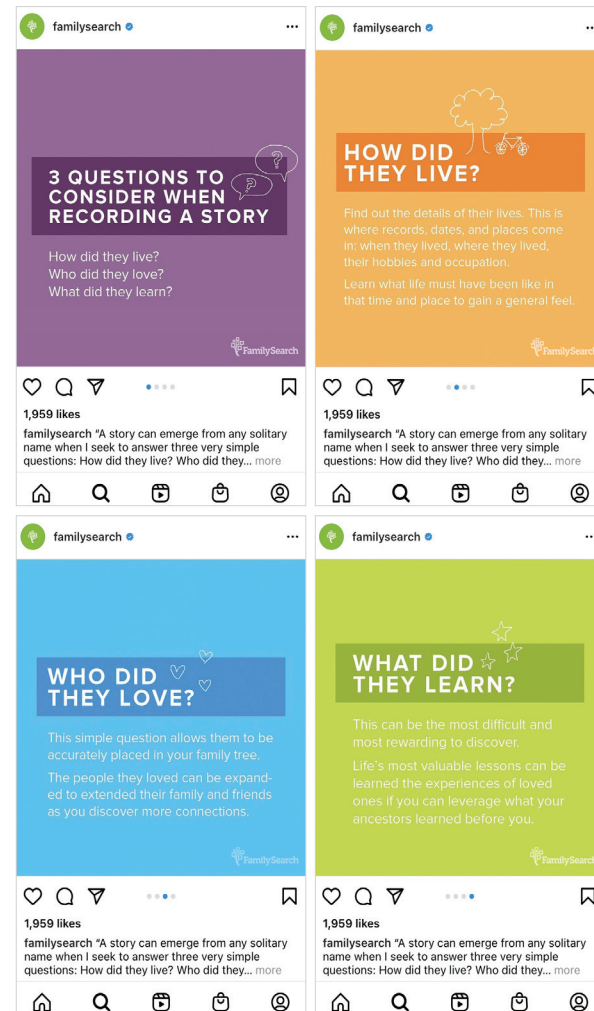 familysearch
3 QUESTIONS TO
CONSIDER WHEN
RECORDING A STORY
? ?
How did they live?
Who did they love?
What did they learn?
FamilySearch
1,959 likes
familysearch “A story can emerge from any solitary
name when I seek to answer three very simple
questions: How did they live? Who did they... more
familysearch
HOW DID
THEY LIVE?
Find out the details of their lives. This is
where records, dates, and places come
in: when they lived, where they lived,
their hobbies and occupation.
Learn what life must have been like in
that time and place to gain a general feel.
FamilySearch
1,959 likes
familysearch “A story can emerge from any solitary
name when I seek to answer three very simple
questions: How did they live? Who did they... more
familysearch
WHO DID
THEY LOVE?
This simple question allows them to be
accurately placed in your family tree.
The people they loved can be expand-
ed to extended their family and friends
as you discover more connections.
FamilySearch
1,959 likes
familysearch “A story can emerge from any solitary
name when I seek to answer three very simple
questions: How did they live? Who did they... more
familysearch
WHAT DID
THEY LEARN?
This can be the most difficult and
most rewarding to discover.
Life's most valuable lessons can be
learned the experiences of loved
ones if you can leverage what your
ancestors learned before you.
FamilySearch
1,959 likes
familysearch “A story can emerge from any solitary
name when I seek to answer three very simple
questions: How did they live? Who did they... more